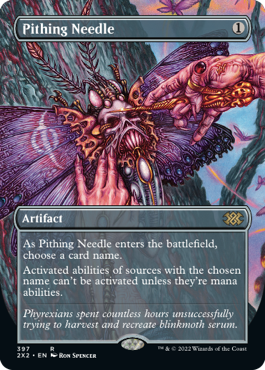 Pithing Needle 1
Artifact
As Pithing Needle enters the battlefield,
choose a card name.
Activated abilities of sources with the chosen
name can't be activated unless they're mana
abilities.
Phyrexians spent countless hours unsuccessfully
trying to harvest and recreate blinkmoth serum.
397 R
2X2 • EN Ron Spencer
™ & © 2022 Wizards of the Coast